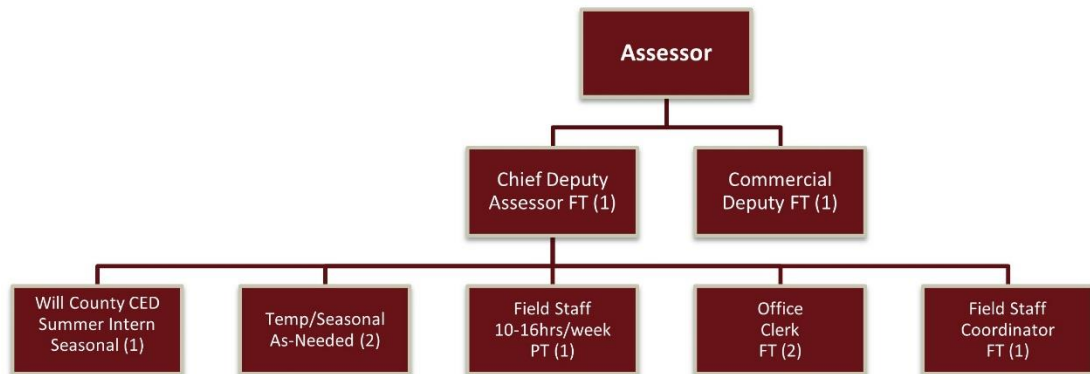 Assessor
Chief Deputy
Assessor FT (1)
Commercial
Deputy FT (1)
Will County CED
Summer Intern
Seasonal (1)
Temp/Seasonal
As-Needed (2)
Field Staff
10-16hrs/week
PT (1)
Office
Clerk
FT (2)
Field Staff
Coordinator
FT (1)